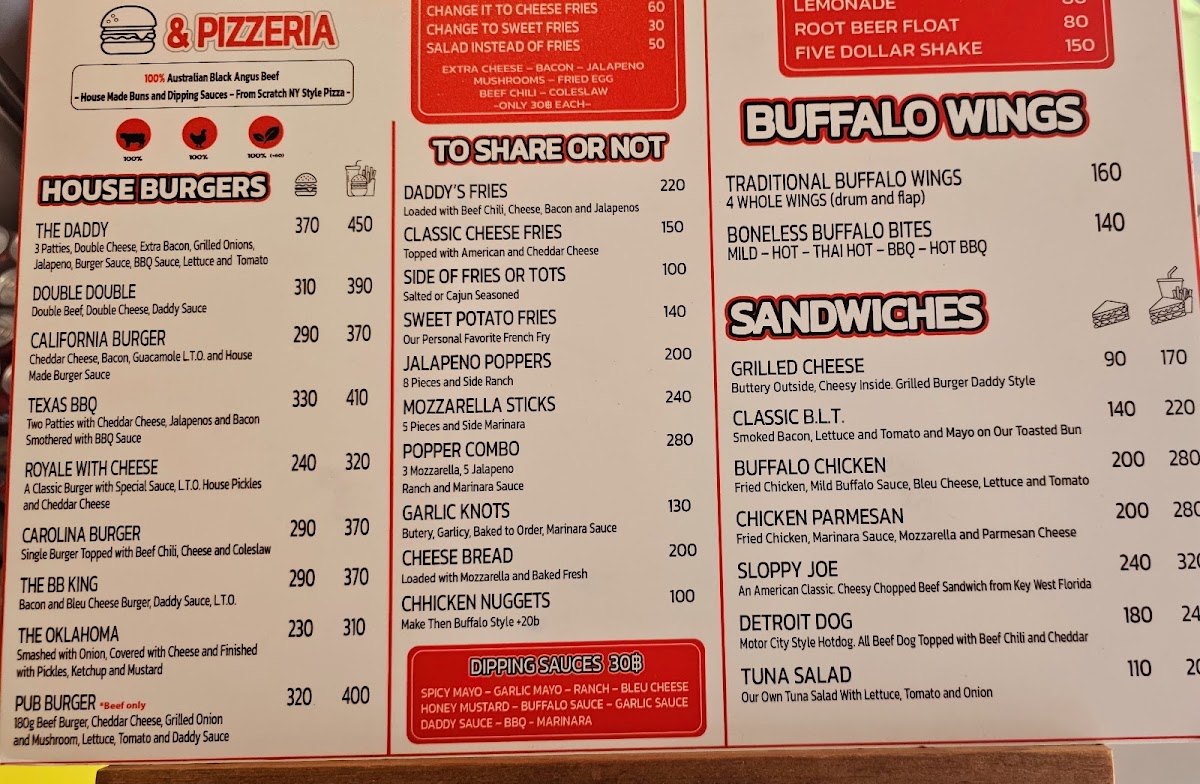 & PIZZERIA
100% Australian Black Angus Beef
- House Made Buns and Dipping Sauces – From Scratch NY Style Pizza -
100% 100% 100%
HOUSE BURGERS
THE DADDY 370 450
3 Patties, Double Cheese, Extra Bacon, Grilled Onions,
Jalapeno, Burger Sauce, BBQ Sauce, Lettuce and Tomato
DOUBLE DOUBLE 310 390
Double Beef, Double Cheese, Daddy Sauce
CALIFORNIA BURGER 290 370
Cheddar Cheese, Bacon, Guacamole L.T.O. and House
Made Burger Sauce
TEXAS BBQ 330 410
Two Patties with Cheddar Cheese, Jalapenos and Bacon
Smothered with BBQ Sauce
ROYALE WITH CHEESE 240 320
A Classic Burger with Special Sauce, L.T.O. House Pickles
and Cheddar Cheese
CAROLINA BURGER 290 370
Single Burger Topped with Beef Chili, Cheese and Coleslaw
THE BB KING 290 370
Bacon and Bleu Cheese Burger, Daddy Sauce, L.T.O.
THE OKLAHOMA 230 310
Smashed with Onion, Covered with Cheese and Finished
with Pickles, Ketchup and Mustard
PUB BURGER *Beef only 320 400
180g Beef Burger, Cheddar Cheese, Grilled Onion
and Mushroom, Lettuce, Tomato and Daddy Sauce
CHANGE IT TO CHEESE FRIES 60
CHANGE TO SWEET FRIES 30
SALAD INSTEAD OF FRIES 50
EXTRA CHEESE – BACON – JALAPENO
MUSHROOMS – FRIED EGG
BEEF CHILI – COLESLAW
-ONLY 30฿ EACH-
TO SHARE OR NOT
DADDY'S FRIES 220
Loaded with Beef Chili, Cheese, Bacon and Jalapenos
CLASSIC CHEESE FRIES 150
Topped with American and Cheddar Cheese
SIDE OF FRIES OR TOTS 100
Salted or Cajun Seasoned
SWEET POTATO FRIES 140
Our Personal Favorite French Fry
JALAPENO POPPERS 200
8 Pieces and Side Ranch
MOZZARELLA STICKS 240
5 Pieces and Side Marinara
POPPER COMBO 280
3 Mozzarella, 5 Jalapeno
Ranch and Marinara Sauce
GARLIC KNOTS 130
Butery, Garlicy, Baked to Order, Marinara Sauce
CHEESE BREAD 200
Loaded with Mozzarella and Baked Fresh
CHHICKEN NUGGETS 100
Make Then Buffalo Style +20b
DIPPING SAUCES 30฿
SPICY MAYO – GARLIC MAYO – RANCH – BLEU CHEESE
HONEY MUSTARD – BUFFALO SAUCE – GARLIC SAUCE
DADDY SAUCE – BBQ - MARINARA
LEMONADE
ROOT BEER FLOAT 80
FIVE DOLLAR SHAKE 150
BUFFALO WINGS
TRADITIONAL BUFFALO WINGS 160
4 WHOLE WINGS (drum and flap)
BONELESS BUFFALO BITES 140
MILD – HOT – THAI HOT – BBQ – HOT BBQ
SANDWICHES
GRILLED CHEESE 90 170
Buttery Outside, Cheesy Inside. Grilled Burger Daddy Style
CLASSIC B.L.T. 140 220
Smoked Bacon, Lettuce and Tomato and Mayo on Our Toasted Bun
BUFFALO CHICKEN 200 280
Fried Chicken, Mild Buffalo Sauce, Bleu Cheese, Lettuce and Tomato
CHICKEN PARMESAN 200 280
Fried Chicken, Marinara Sauce, Mozzarella and Parmesan Cheese
SLOPPY JOE 240 320
An American Classic. Cheesy Chopped Beef Sandwich from Key West Florida
DETROIT DOG 180
Motor City Style Hotdog. All Beef Dog Topped with Beef Chili and Cheddar
TUNA SALAD 110
Our Own Tuna Salad With Lettuce, Tomato and Onion